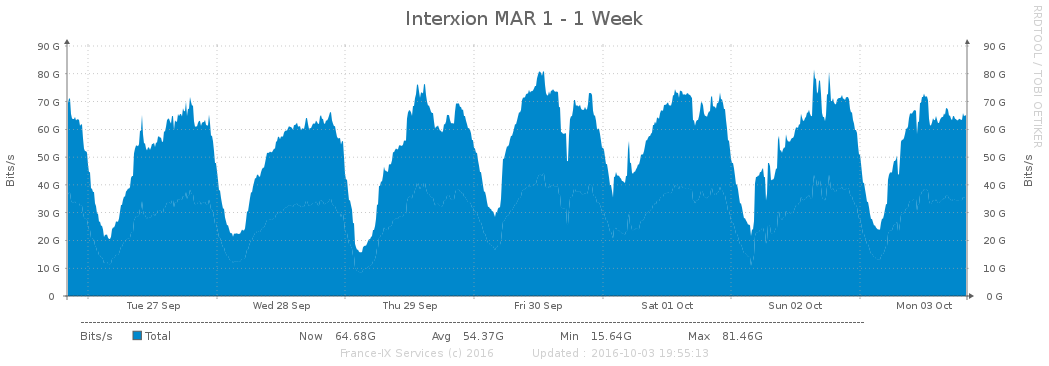 Interxion MAR 1 - 1 Week
RRDTOOL / TOBI OETIKER
90 G 90 G
80 G 80 G
70 G 70 G
60 G 60 G
50 G 50 G
40 G 40 G
30 G 30 G
20 G 20 G
10 G 10 G
0 0 G
Bits/s
Bits/s
Tue 27 Sep Wed 28 Sep Thu 29 Sep Fri 30 Sep Sat 01 Oct Sun 02 Oct Mon 03 Oct
Bits/s Total Now 64.68G Avg 54.37G Min 15.64G Max 81.46G
France-IX Services (c) 2016 Updated : 2016-10-03 19:55:13